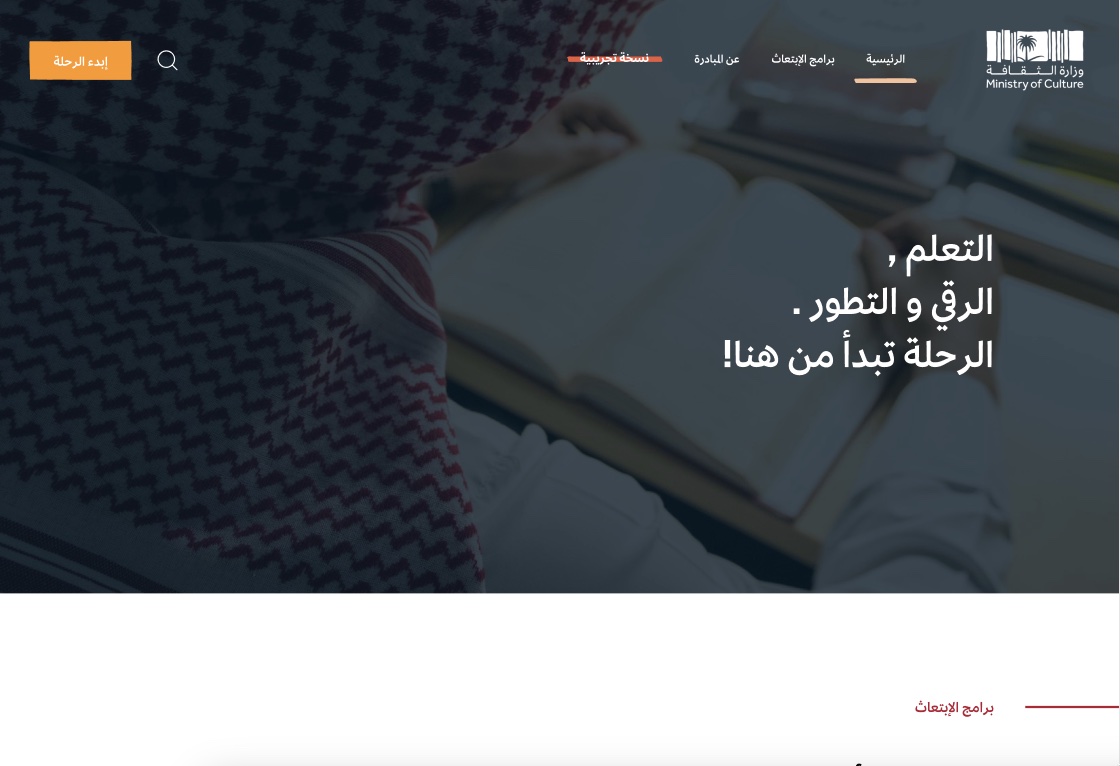 وزارة الثقافة
Ministry of Culture
الرئيسية
برامج الإبتعاث
عن المبادرة
نسخة تجريبية
إبدء الرحلة
التعلم ,
الرقي و التطور .
الرحلة تبدأ من هنا!
برامج الإبتعاث